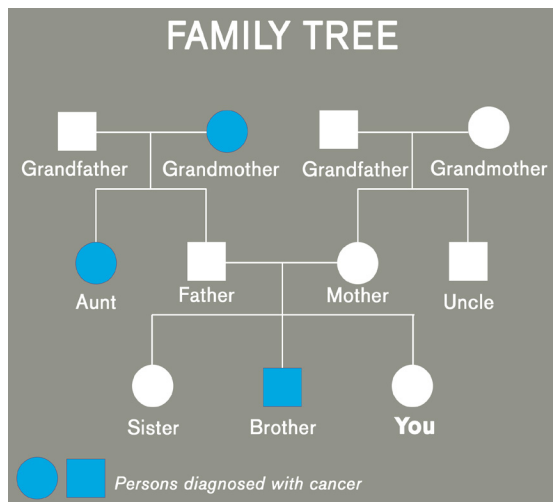 FAMILY TREE
Grandfather Grandmother Grandfather Grandmother
Aunt Father Mother Uncle
Sister Brother You
Persons diagnosed with cancer